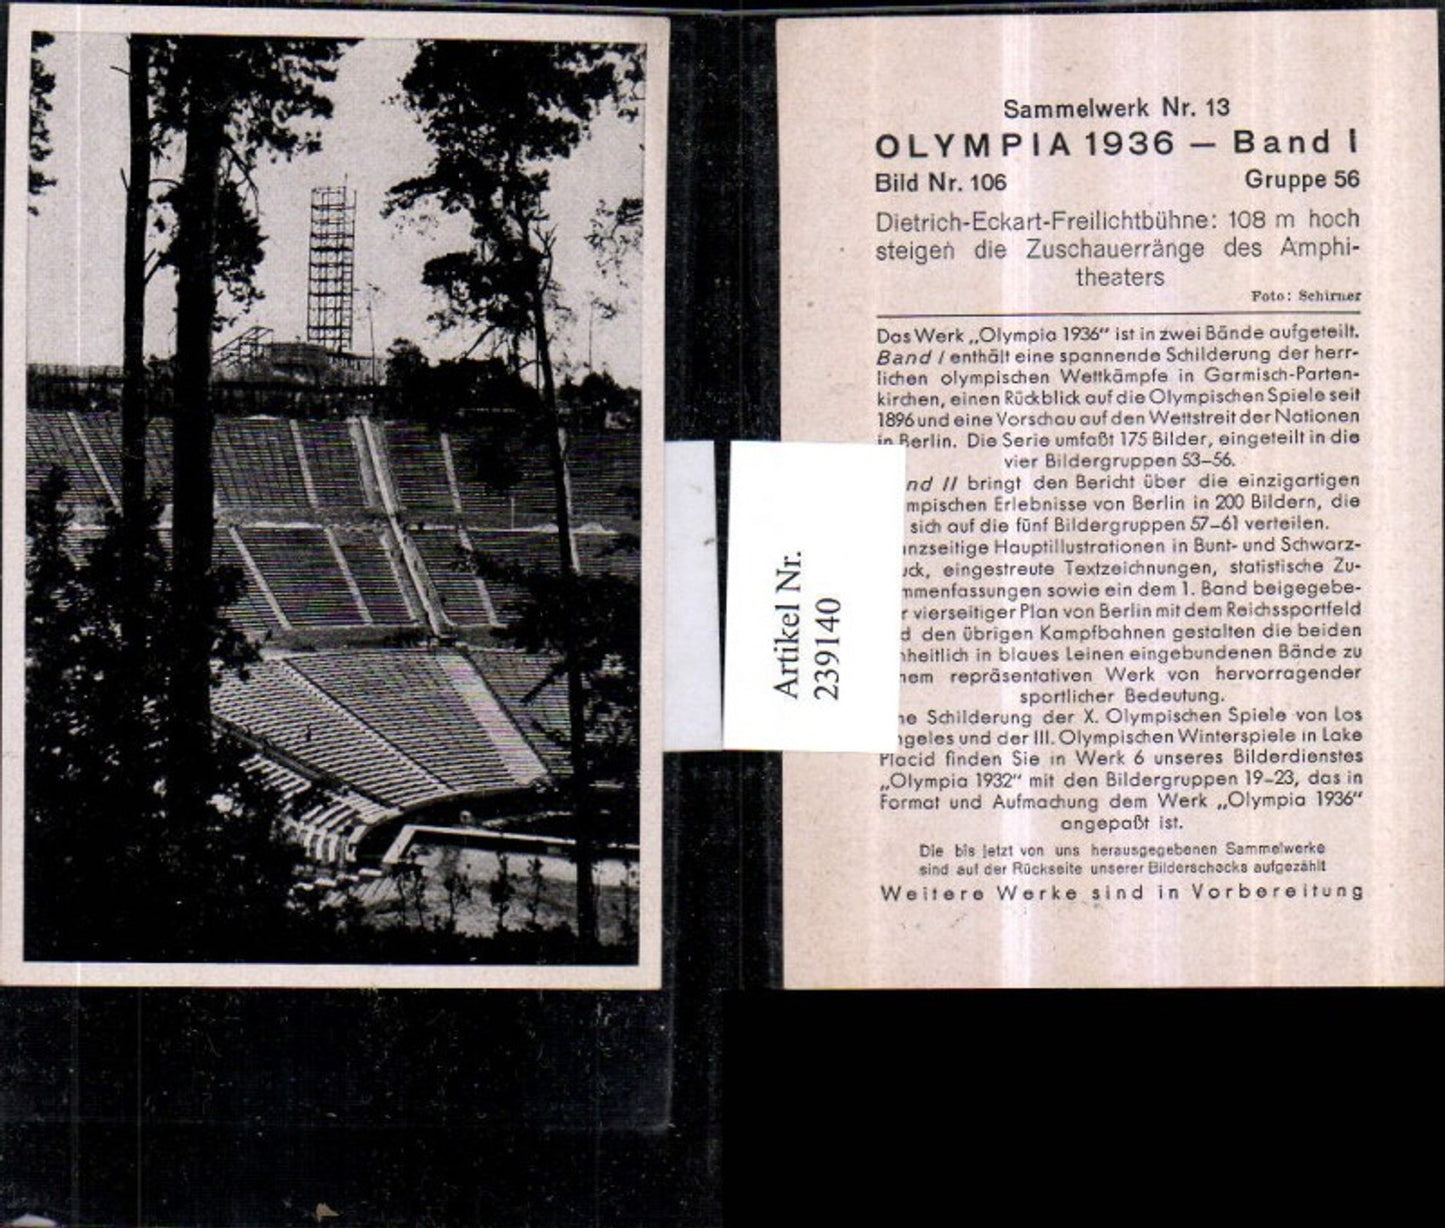 Sammelwerk Nr. 13
OLYMPIA 1936 — Band I
Bild Nr. 106 Gruppe 56
Dietrich-Eckart-Freilichtbühne: 108 m hoch
steigen die Zuschauerränge des Amphi-
theaters
Foto: Schirner
Das Werk „Olympia 1936“ ist in zwei Bände aufgeteilt.
Band I enthält eine spannende Schilderung der herr-
lichen olympischen Wettkämpfe in Garmisch-Parten-
kirchen, einen Rückblick auf die Olympischen Spiele seit
1896 und eine Vorschau auf den Wettstreit der Nationen
in Berlin. Die Serie umfaßt 175 Bilder, eingeteilt in die
vier Bildergruppen 53–56.
nd II bringt den Bericht über die einzigartigen
mpischen Erlebnisse von Berlin in 200 Bildern, die
sich auf die fünf Bildergruppen 57–61 verteilen.
nzseitige Hauptillustrationen in Bunt- und Schwarz-
uck, eingestreute Textzeichnungen, statistische Zu-
mmenfassungen sowie ein dem 1. Band beigegebe-
r vierseitiger Plan von Berlin mit dem Reichssportfeld
d den übrigen Kampfbahnen gestalten die beiden
nheitlich in blaues Leinen eingebundenen Bände zu
nem repräsentativen Werk von hervorragender
sportlicher Bedeutung.
ne Schilderung der X. Olympischen Spiele von Los
ngeles und der III. Olympischen Winterspiele in Lake
Placid finden Sie in Werk 6 unseres Bilderdienstes
„Olympia 1932“ mit den Bildergruppen 19–23, das in
Format und Aufmachung dem Werk „Olympia 1936“
angepaßt ist.
Die bis jetzt von uns herausgegebenen Sammelwerke
sind auf der Rückseite unserer Bilderschecks aufgezählt
Weitere Werke sind in Vorbereitung
Artikel Nr.
239140